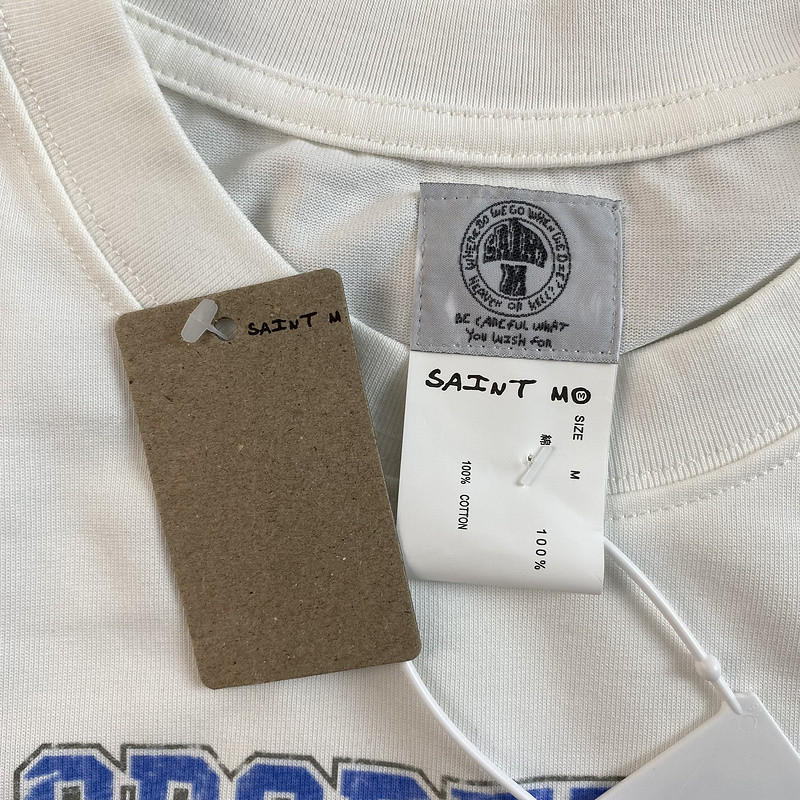 SAINT M
WHERE DO WE GO WHEN WE DIE?
SAINT
M
HEAVEN OR HELL?
BE CAREFUL WHAT
YOU WISH FOR
SAINT M Ⓜ
SIZE M
綿 100%
100% COTTON